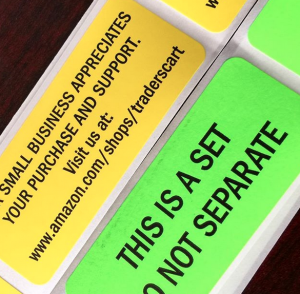 A SMALL BUSINESS APPRECIATES
YOUR PURCHASE AND SUPPORT.
Visit us at:
www.amazon.com/shops/traderscart
THIS IS A SET
DO NOT SEPARATE